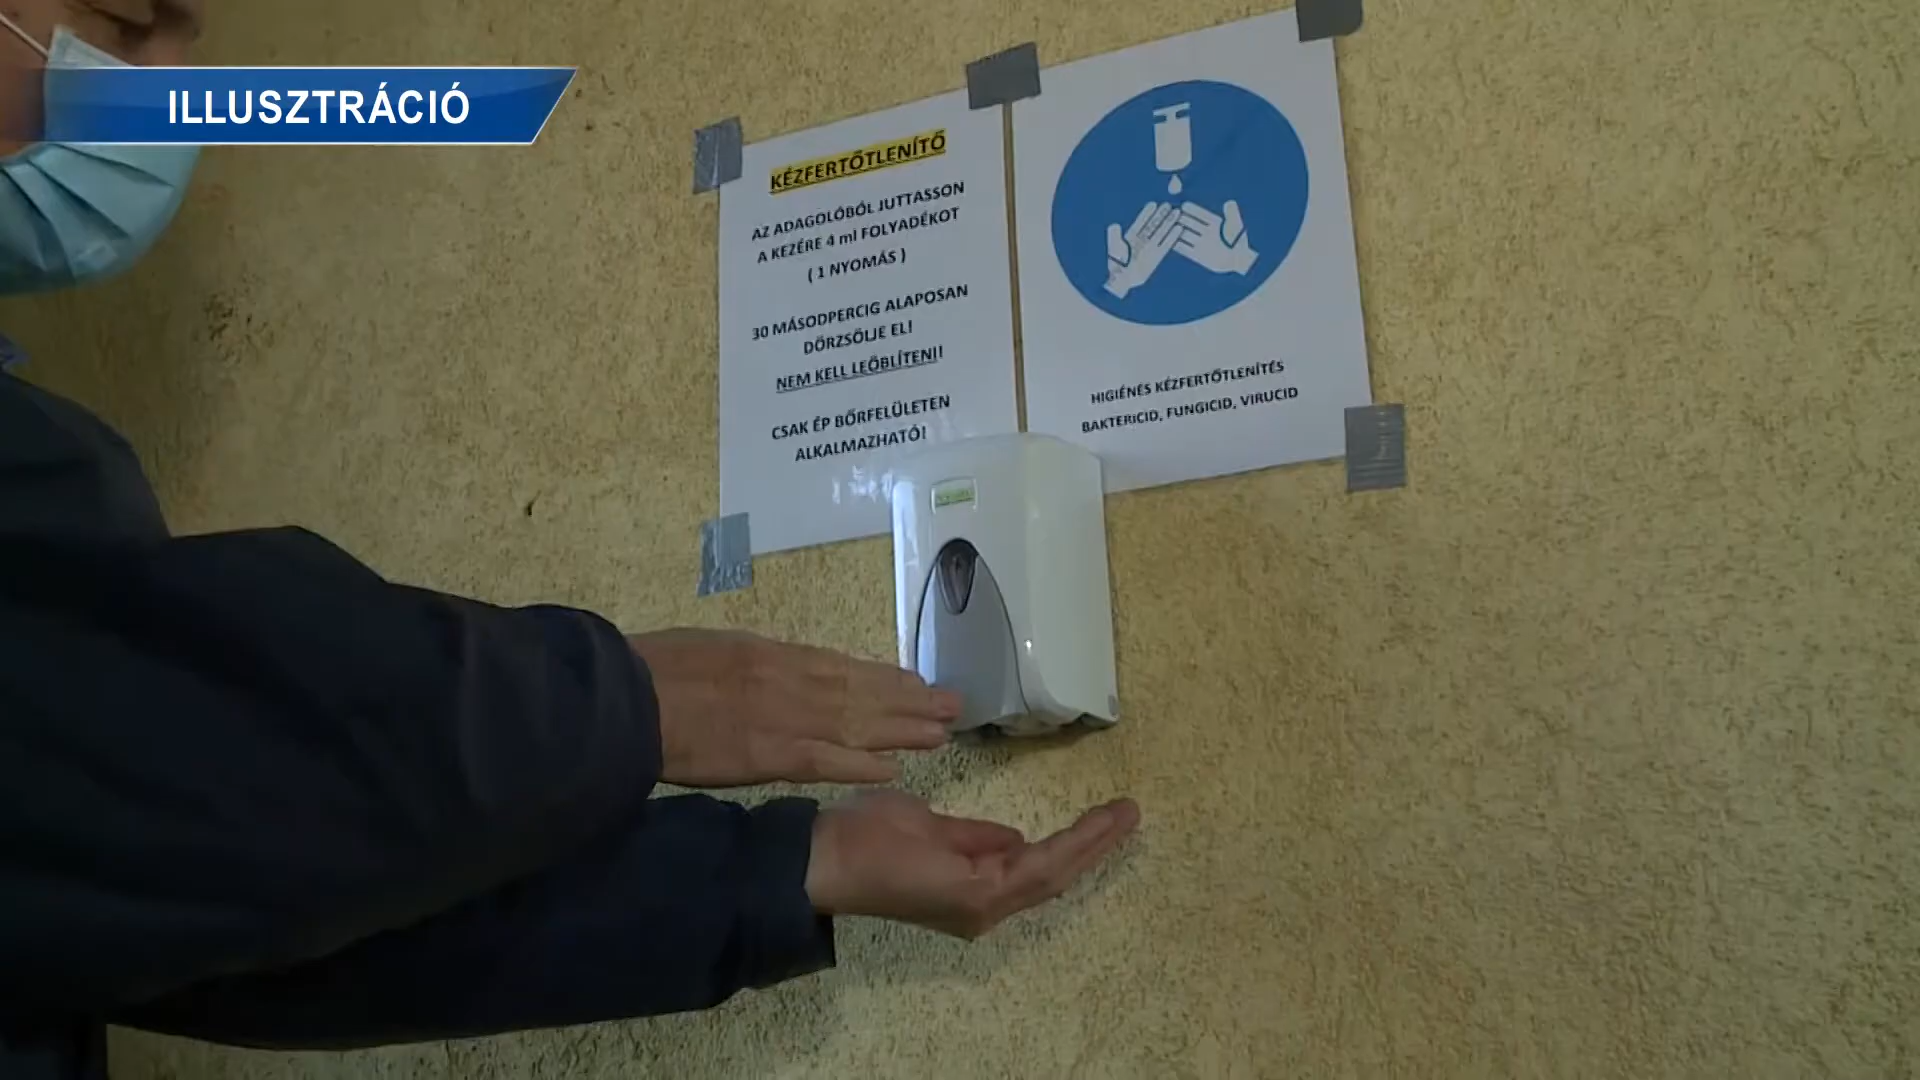 ILLUSZTRÁCIÓ
KÉZFERTŐTLENÍTŐ
AZ ADAGOLÓBÓL JUTTASSON
A KEZÉRE 4 ml FOLYADÉKOT
( 1 NYOMÁS )
30 MÁSODPERCIG ALAPOSAN
DÖRZSÖLJE EL!
NEM KELL LEÖBLÍTENI!
CSAK ÉP BŐRFELÜLETEN
ALKALMAZHATÓ!
HIGIÉNÉS KÉZFERTŐTLENÍTÉS
BAKTERICID, FUNGICID, VIRUCID